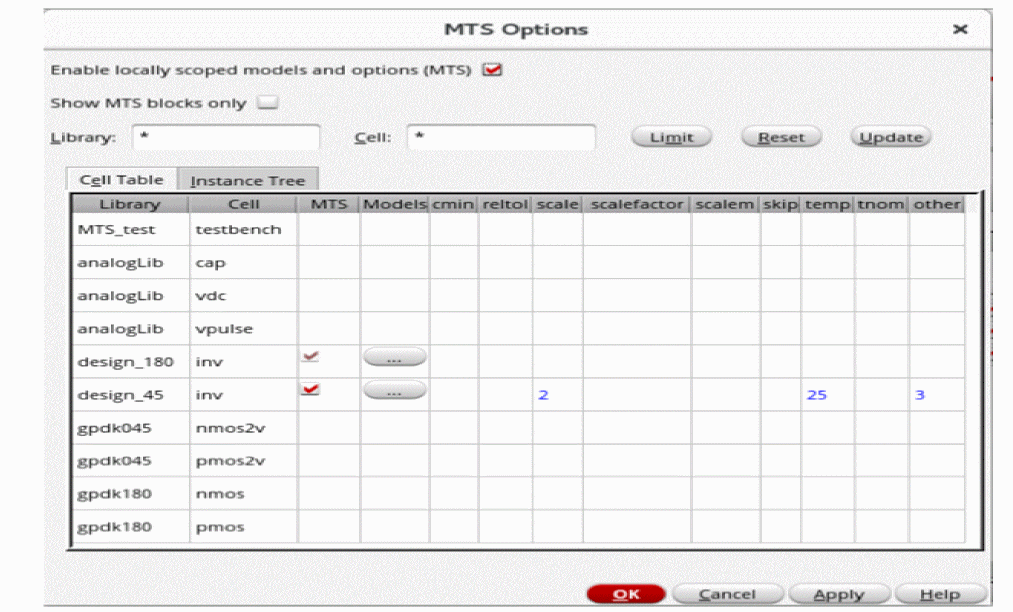 MTS Options
Enable locally scoped models and options (MTS)
Show MTS blocks only
Library: * Cell: * Limit Reset Update
Cell Table Instance Tree
Library Cell MTS Models cmin reltol scale scalefactor scalem skip temp tnom other
MTS_test testbench
analogLib cap
analogLib vdc
analogLib vpulse
design_180 inv ...
design_45 inv ... 2 25 3
gpdk045 nmos2v
gpdk045 pmos2v
gpdk180 nmos
gpdk180 pmos
OK Cancel Apply Help